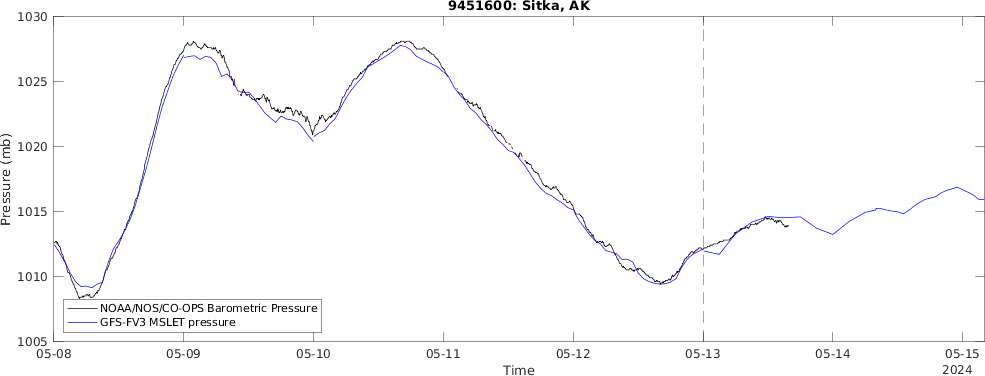 9451600: Sitka, AK
Pressure (mb)
1030
1025
1020
1015
1010
1005
NOAA/NOS/CO-OPS Barometric Pressure
GFS-FV3 MSLET pressure
05-08 05-09 05-10 05-11 05-12 05-13 05-14 05-15
Time
2024